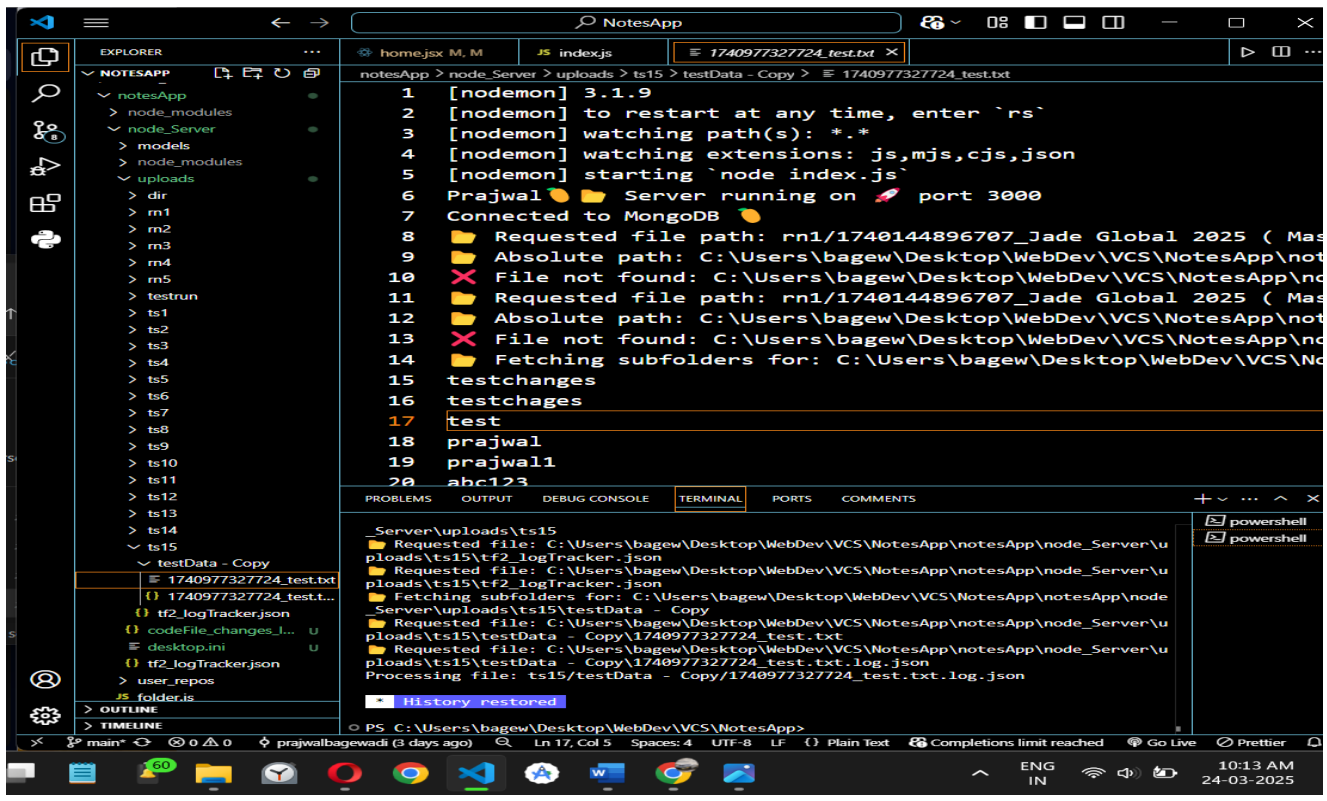 NotesApp
EXPLORER
home.jsx M, M
JS index.js
1740977327724_test.txt
NOTESAPP
notesApp > node_Server > uploads > ts15 > testData - Copy > 1740977327724_test.txt
notesApp
node_modules
node_Server
models
node_modules
uploads
dir
rn1
rn2
rn3
rn4
rn5
testrun
ts1
ts2
ts3
ts4
ts5
ts6
ts7
ts8
ts9
ts10
ts11
ts12
ts13
ts14
ts15
testData - Copy
1740977327724_test.txt
{} 1740977327724_test.t...
{} tf2_logTracker.json
{} codeFile_changes_l... U
desktop.ini U
{} tf2_logTracker.json
user_repos
JS folder.js
OUTLINE
TIMELINE
1 [nodemon] 3.1.9
2 [nodemon] to restart at any time, enter `rs`
3 [nodemon] watching path(s): *.*
4 [nodemon] watching extensions: js,mjs,cjs,json
5 [nodemon] starting `node index.js`
6 Prajwal🍋 📁 Server running on 🚀 port 3000
7 Connected to MongoDB 🍋
8 📁 Requested file path: rn1/1740144896707_Jade Global 2025 ( Mas
9 📁 Absolute path: C:\Users\bagew\Desktop\WebDev\VCS\NotesApp\not
10 ❌ File not found: C:\Users\bagew\Desktop\WebDev\VCS\NotesApp\no
11 📁 Requested file path: rn1/1740144896707_Jade Global 2025 ( Mas
12 📁 Absolute path: C:\Users\bagew\Desktop\WebDev\VCS\NotesApp\not
13 ❌ File not found: C:\Users\bagew\Desktop\WebDev\VCS\NotesApp\no
14 📁 Fetching subfolders for: C:\Users\bagew\Desktop\WebDev\VCS\No
15 testchanges
16 testchages
17 test
18 prajwal
19 prajwal1
20 abc123
PROBLEMS OUTPUT DEBUG CONSOLE TERMINAL PORTS COMMENTS
powershell
powershell
_Server\uploads\ts15
📁 Requested file: C:\Users\bagew\Desktop\WebDev\VCS\NotesApp\notesApp\node_Server\u
ploads\ts15\tf2_logTracker.json
📁 Requested file: C:\Users\bagew\Desktop\WebDev\VCS\NotesApp\notesApp\node_Server\u
ploads\ts15\tf2_logTracker.json
📁 Fetching subfolders for: C:\Users\bagew\Desktop\WebDev\VCS\NotesApp\notesApp\node
_Server\uploads\ts15\testData - Copy
📁 Requested file: C:\Users\bagew\Desktop\WebDev\VCS\NotesApp\notesApp\node_Server\u
ploads\ts15\testData - Copy\1740977327724_test.txt
📁 Requested file: C:\Users\bagew\Desktop\WebDev\VCS\NotesApp\notesApp\node_Server\u
ploads\ts15\testData - Copy\1740977327724_test.txt.log.json
Processing file: ts15/testData - Copy/1740977327724_test.txt.log.json
* History restored
PS C:\Users\bagew\Desktop\WebDev\VCS\NotesApp>
main* 0 0 prajwalbagewadi (3 days ago) Ln 17, Col 5 Spaces: 4 UTF-8 LF {} Plain Text Completions limit reached Go Live Prettier
60
ENG
IN
10:13 AM
24-03-2025